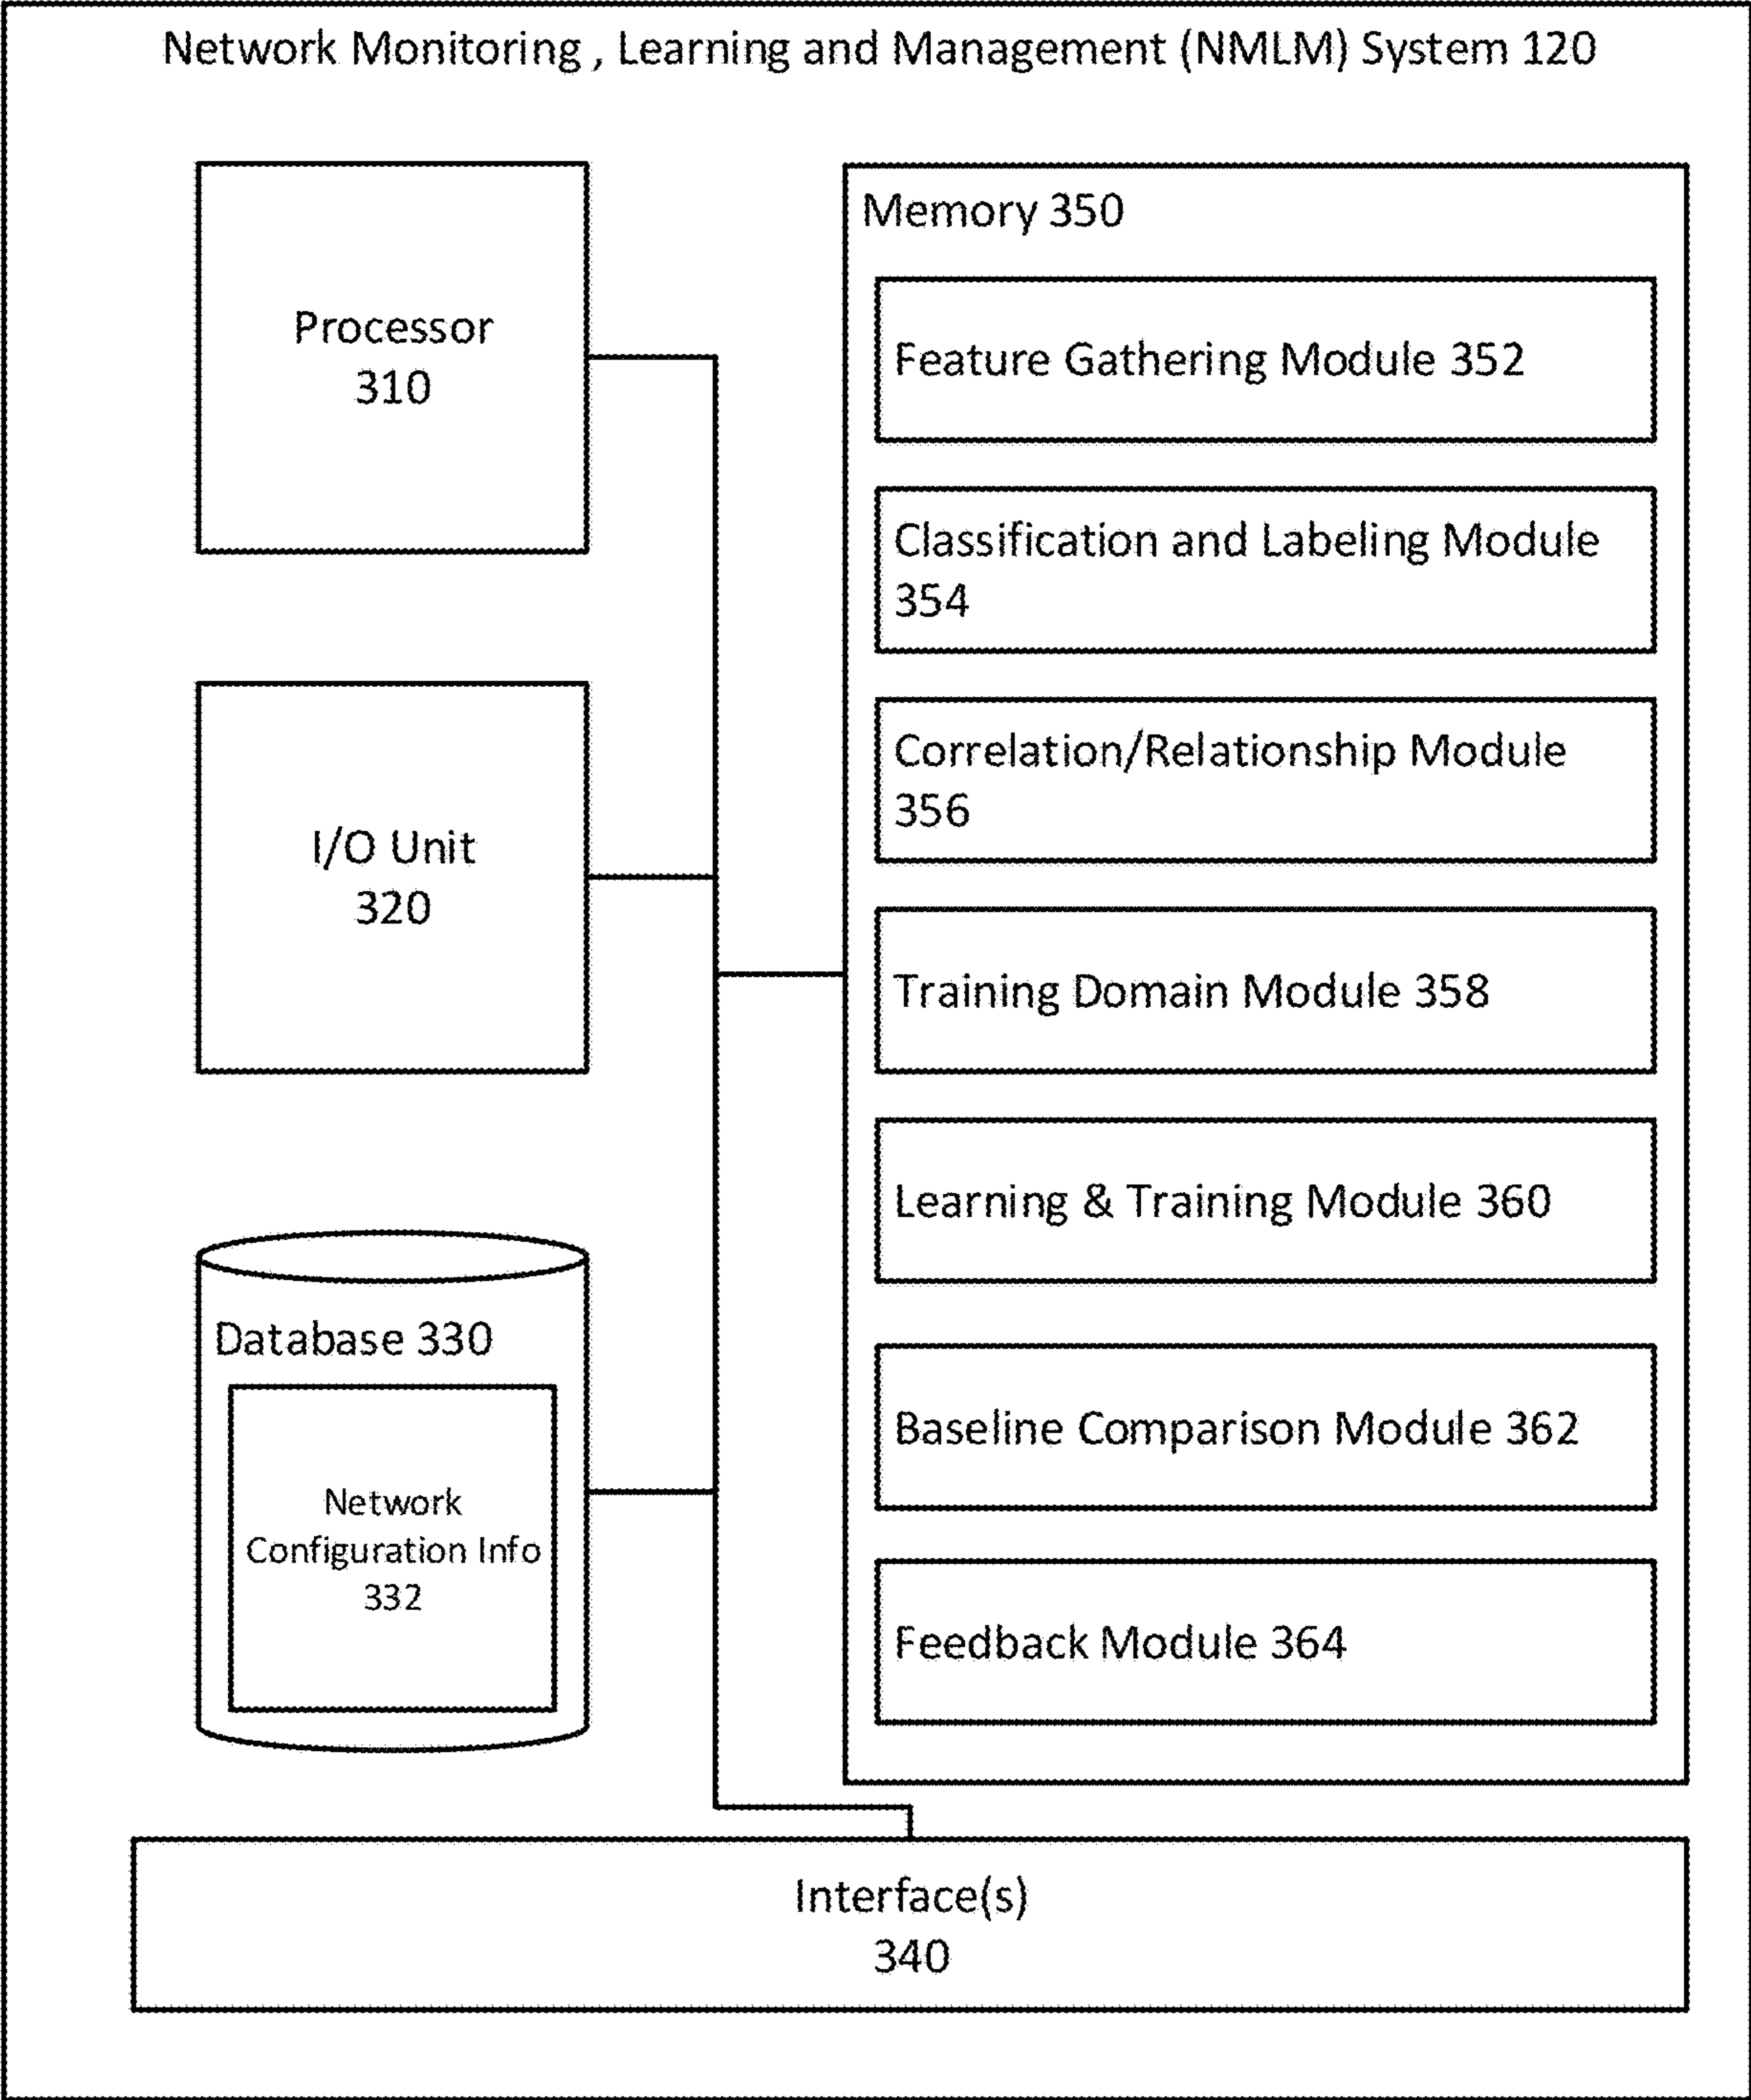 Network Monitoring , Learning and Management (NMLM) System 120
Processor
310
I/O Unit
320
Database 330
Network
Configuration Info
332
Memory 350
Feature Gathering Module 352
Classification and Labeling Module
354
Correlation/Relationship Module
356
Training Domain Module 358
Learning & Training Module 360
Baseline Comparison Module 362
Feedback Module 364
Interface(s)
340